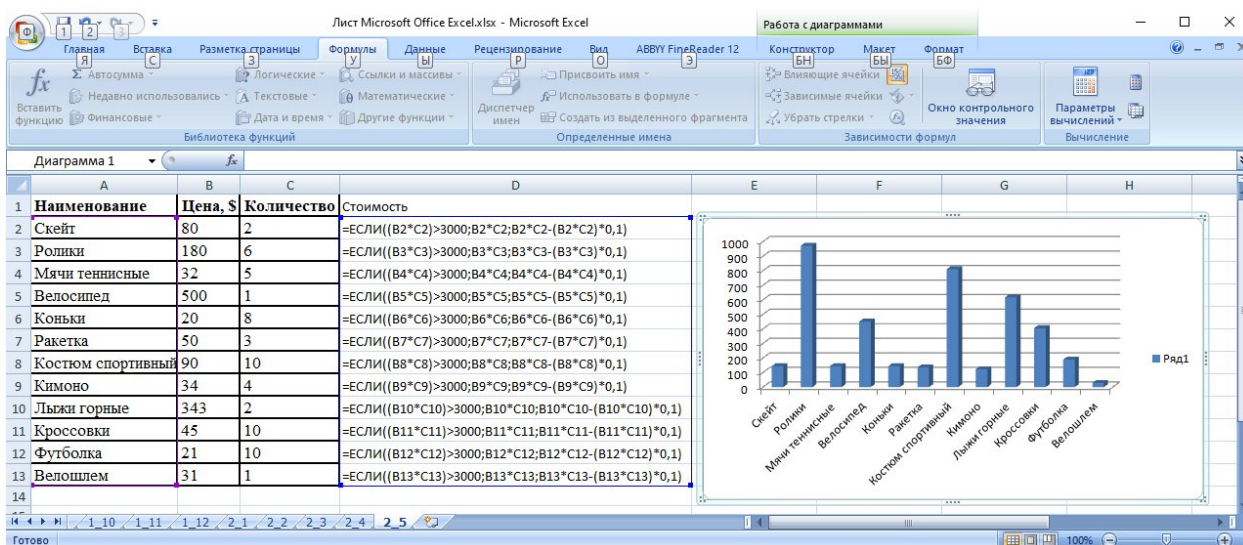 Лист Microsoft Office Excel.xlsx - Microsoft Excel
Работа с диаграммами
Ф 1 2 3
Главная Вставка Разметка страницы Формулы Данные Рецензирование Вид ABBYY FineReader 12 Конструктор Макет Формат
Я С З У Ы Р О Э БН БЫ БФ
Вставить функцию
Σ Автосумма
Недавно использовались
Финансовые
Логические
Текстовые
Дата и время
Ссылки и массивы
Математические
Другие функции
Библиотека функций
Диспетчер имен
Присвоить имя
Использовать в формуле
Создать из выделенного фрагмента
Определенные имена
Влияющие ячейки
Зависимые ячейки
Убрать стрелки
Окно контрольного значения
Зависимости формул
Параметры вычислений
Вычисление
Диаграмма 1 fx
A B C D E F G H
1 Наименование Цена, $ Количество Стоимость
2 Скейт 80 2 =ЕСЛИ((B2*C2)>3000;B2*C2;B2*C2-(B2*C2)*0,1)
3 Ролики 180 6 =ЕСЛИ((B3*C3)>3000;B3*C3;B3*C3-(B3*C3)*0,1)
4 Мячи теннисные 32 5 =ЕСЛИ((B4*C4)>3000;B4*C4;B4*C4-(B4*C4)*0,1)
5 Велосипед 500 1 =ЕСЛИ((B5*C5)>3000;B5*C5;B5*C5-(B5*C5)*0,1)
6 Коньки 20 8 =ЕСЛИ((B6*C6)>3000;B6*C6;B6*C6-(B6*C6)*0,1)
7 Ракетка 50 3 =ЕСЛИ((B7*C7)>3000;B7*C7;B7*C7-(B7*C7)*0,1)
8 Костюм спортивный 90 10 =ЕСЛИ((B8*C8)>3000;B8*C8;B8*C8-(B8*C8)*0,1)
9 Кимоно 34 4 =ЕСЛИ((B9*C9)>3000;B9*C9;B9*C9-(B9*C9)*0,1)
10 Лыжи горные 343 2 =ЕСЛИ((B10*C10)>3000;B10*C10;B10*C10-(B10*C10)*0,1)
11 Кроссовки 45 10 =ЕСЛИ((B11*C11)>3000;B11*C11;B11*C11-(B11*C11)*0,1)
12 Футболка 21 10 =ЕСЛИ((B12*C12)>3000;B12*C12;B12*C12-(B12*C12)*0,1)
13 Велошлем 31 1 =ЕСЛИ((B13*C13)>3000;B13*C13;B13*C13-(B13*C13)*0,1)
14
1000
900
800
700
600
500
400
300
200
100
0
Скейт Ролики Мячи теннисные Велосипед Коньки Ракетка Костюм спортивный Кимоно Лыжи горные Кроссовки Футболка Велошлем
Ряд1
1_10 1_11 1_12 2_1 2_2 2_3 2_4 2_5
Готово 100%